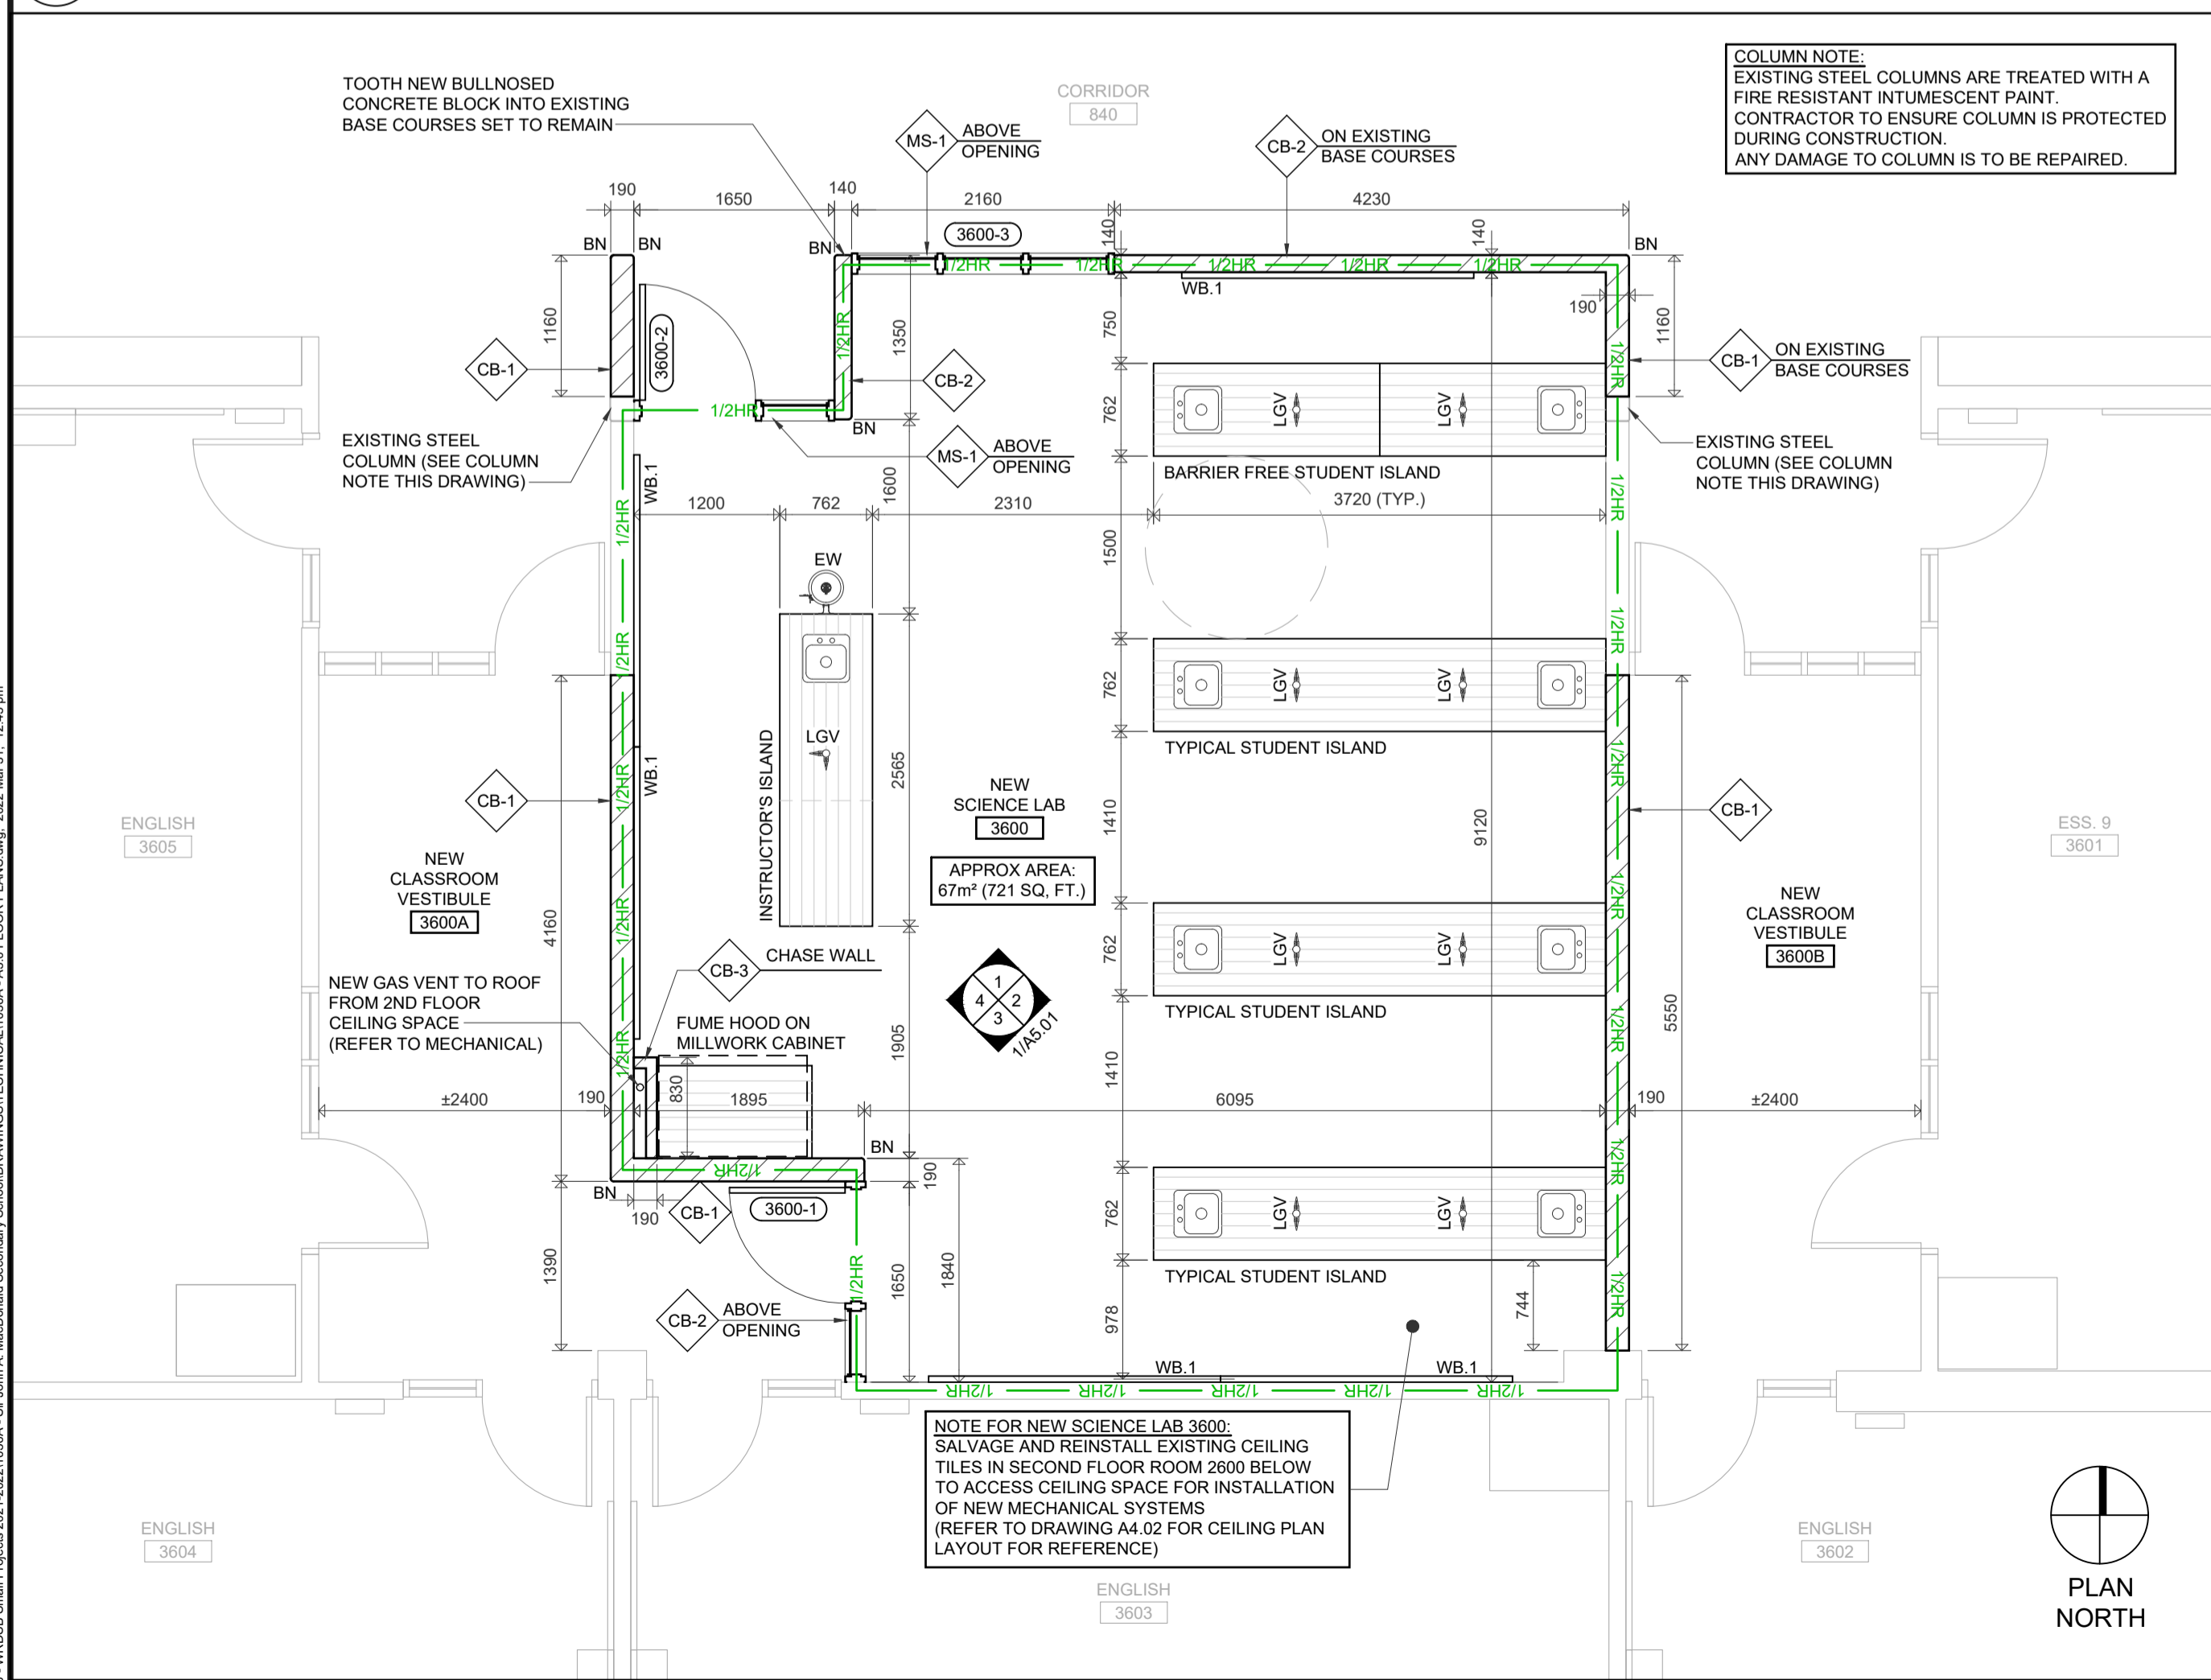 COLUMN NOTE:
EXISTING STEEL COLUMNS ARE TREATED WITH A
FIRE RESISTANT INTUMESCENT PAINT.
CONTRACTOR TO ENSURE COLUMN IS PROTECTED
DURING CONSTRUCTION.
ANY DAMAGE TO COLUMN IS TO BE REPAIRED.
TOOTH NEW BULLNOSED
CONCRETE BLOCK INTO EXISTING
BASE COURSES SET TO REMAIN
CORRIDOR
840
MS-1
ABOVE
OPENING
CB-2
ON EXISTING
BASE COURSES
190
1650
140
2160
4230
3600-3
140
140
BN
BN
BN
BN
1/2HR
1/2HR
1/2HR
1/2HR
1/2HR
WB.1
190
1160
1160
3600-2
1/2HR
1350
750
1/2HR
CB-1
CB-2
CB-1
ON EXISTING
BASE COURSES
762
LGV
LGV
1/2HR
BN
EXISTING STEEL
COLUMN (SEE COLUMN
NOTE THIS DRAWING)
MS-1
ABOVE
OPENING
EXISTING STEEL
COLUMN (SEE COLUMN
NOTE THIS DRAWING)
BARRIER FREE STUDENT ISLAND
WB.1
1600
1200
762
2310
3720 (TYP.)
1/2HR
1/2HR
1500
EW
1/2HR
1/2HR
762
LGV
LGV
TYPICAL STUDENT ISLAND
LGV
INSTRUCTOR'S ISLAND
2565
WB.1
1/2HR
1/2HR
CB-1
CB-1
NEW
SCIENCE LAB
3600
1410
9120
ENGLISH
3605
ESS. 9
3601
APPROX AREA:
67m² (721 SQ, FT.)
NEW
CLASSROOM
VESTIBULE
3600A
NEW
CLASSROOM
VESTIBULE
3600B
4160
1/2HR
1/2HR
762
LGV
LGV
TYPICAL STUDENT ISLAND
CB-3
CHASE WALL
NEW GAS VENT TO ROOF
FROM 2ND FLOOR
CEILING SPACE
(REFER TO MECHANICAL)
FUME HOOD ON
MILLWORK CABINET
1
4
2
3
1/A5.01
1905
1410
5550
1/2HR
1/2HR
830
±2400
190
1895
6095
190
±2400
BN
1/2HR
1/2HR
BN
190
190
CB-1
3600-1
762
LGV
LGV
TYPICAL STUDENT ISLAND
1390
1/2HR
1650
1840
1/2HR
CB-2
ABOVE
OPENING
978
744
WB.1
WB.1
1/2HR
1/2HR
1/2HR
1/2HR
1/2HR
NOTE FOR NEW SCIENCE LAB 3600:
SALVAGE AND REINSTALL EXISTING CEILING
TILES IN SECOND FLOOR ROOM 2600 BELOW
TO ACCESS CEILING SPACE FOR INSTALLATION
OF NEW MECHANICAL SYSTEMS
(REFER TO DRAWING A4.02 FOR CEILING PLAN
LAYOUT FOR REFERENCE)
ENGLISH
3604
ENGLISH
3603
ENGLISH
3602
PLAN
NORTH